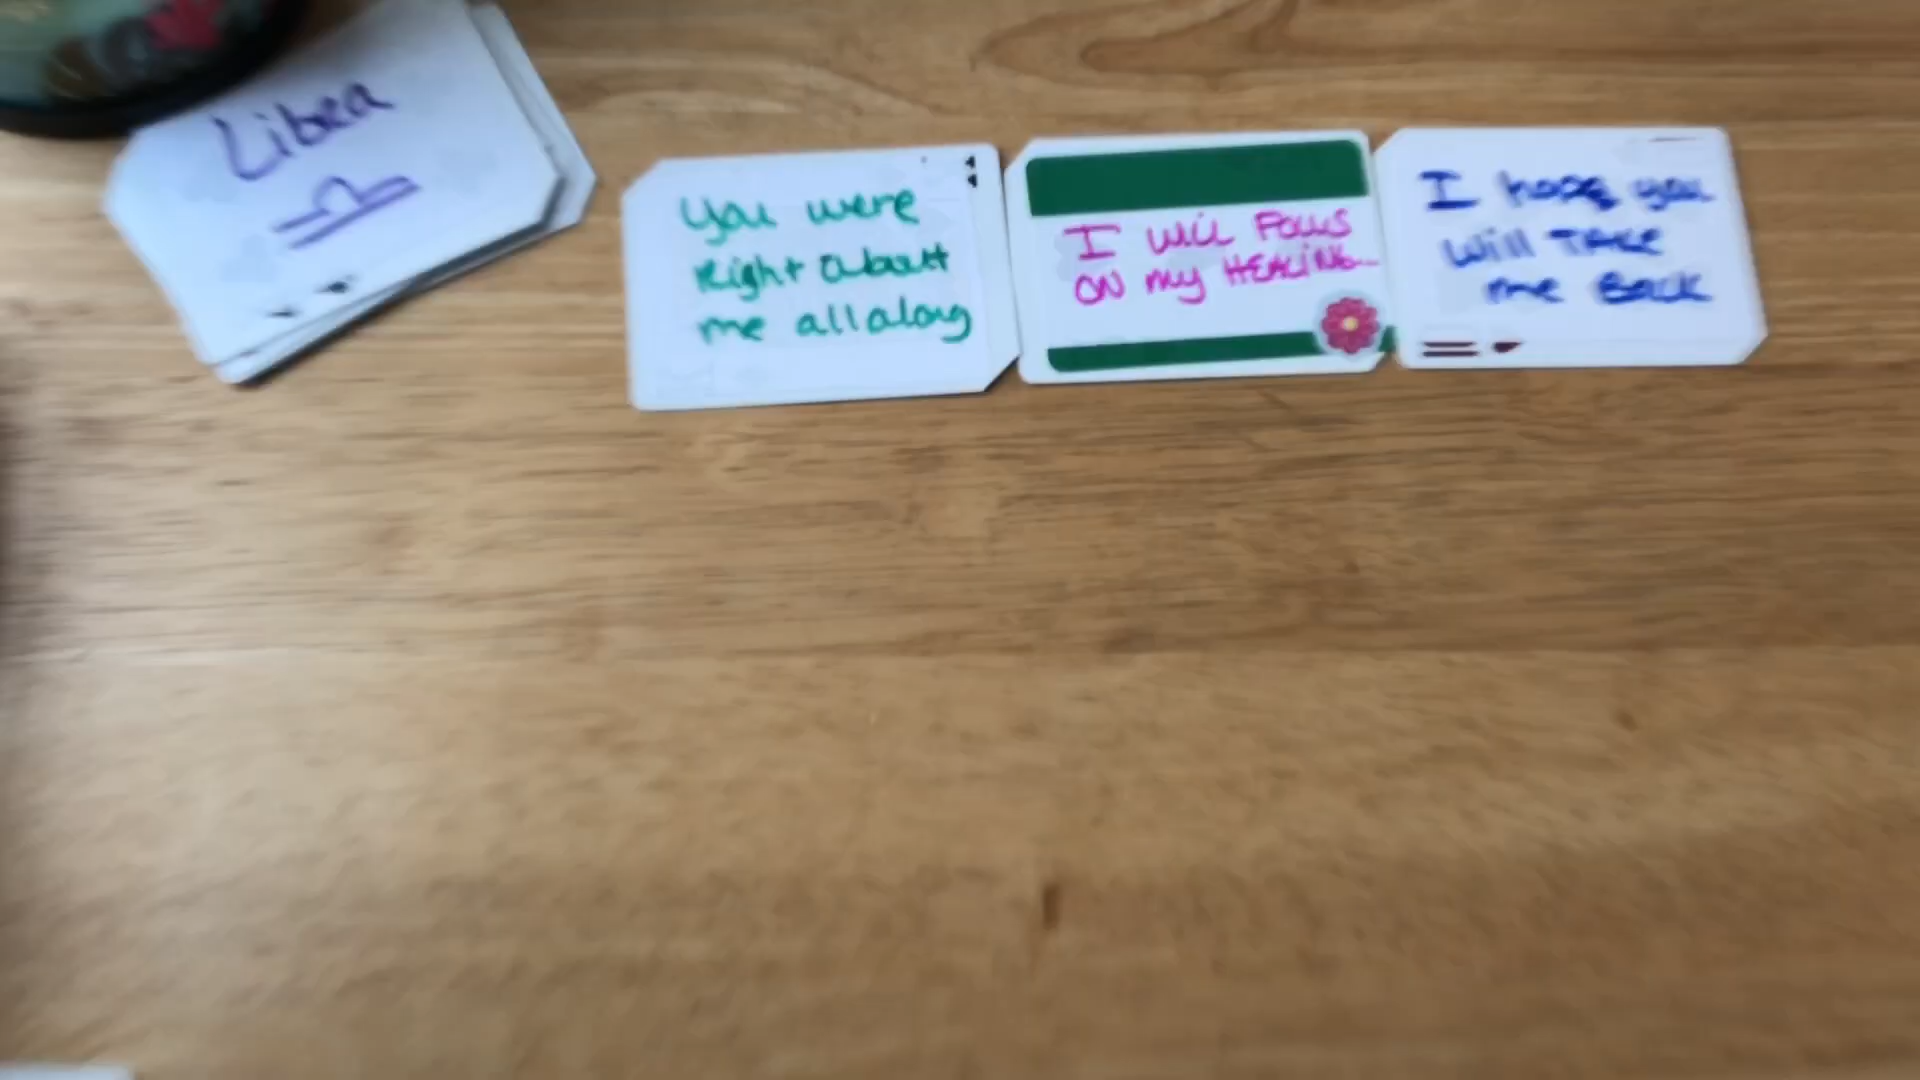 Libra
You were
Right about
me all along
I will Focus
ON my HEALING...
I hope you
will TAKE
me BACK